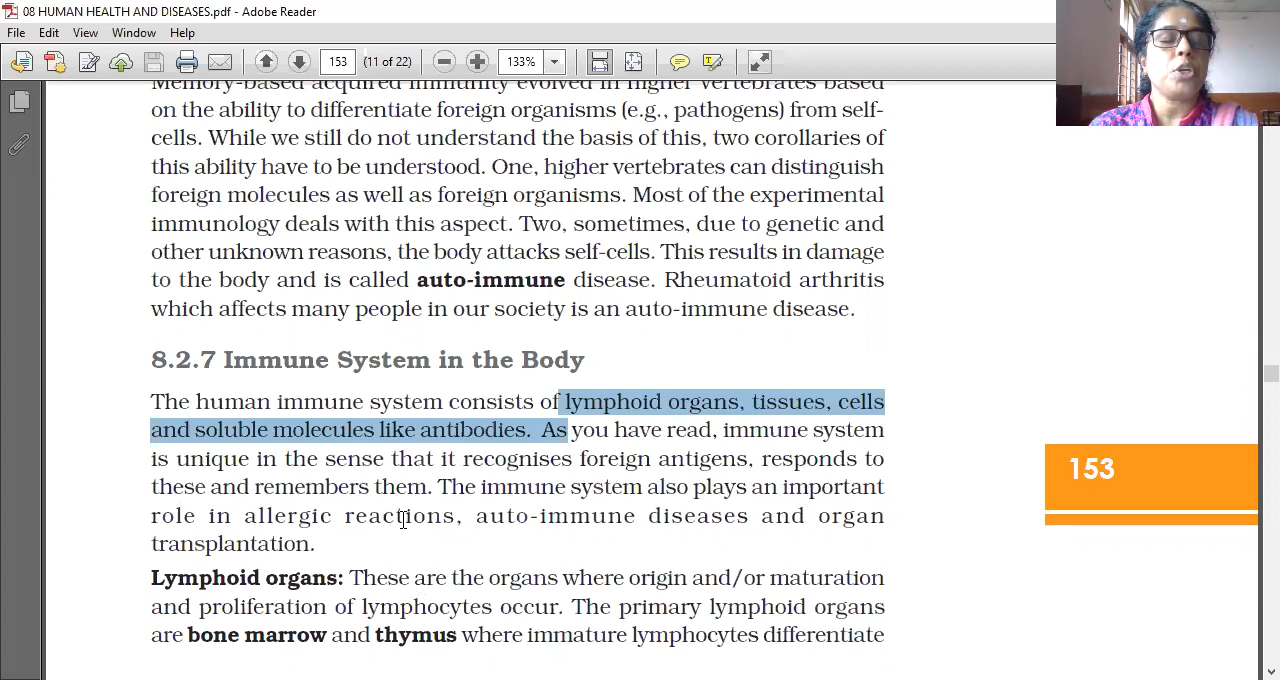 08 HUMAN HEALTH AND DISEASES.pdf - Adobe Reader
File Edit View Window Help
153 (11 of 22) 133%
Memory-based acquired immunity evolved in higher vertebrates based
on the ability to differentiate foreign organisms (e.g., pathogens) from self-
cells. While we still do not understand the basis of this, two corollaries of
this ability have to be understood. One, higher vertebrates can distinguish
foreign molecules as well as foreign organisms. Most of the experimental
immunology deals with this aspect. Two, sometimes, due to genetic and
other unknown reasons, the body attacks self-cells. This results in damage
to the body and is called auto-immune disease. Rheumatoid arthritis
which affects many people in our society is an auto-immune disease.
8.2.7 Immune System in the Body
The human immune system consists of lymphoid organs, tissues, cells
and soluble molecules like antibodies. As you have read, immune system
is unique in the sense that it recognises foreign antigens, responds to
these and remembers them. The immune system also plays an important
role in allergic reactions, auto-immune diseases and organ
transplantation.
153
Lymphoid organs: These are the organs where origin and/or maturation
and proliferation of lymphocytes occur. The primary lymphoid organs
are bone marrow and thymus where immature lymphocytes differentiate